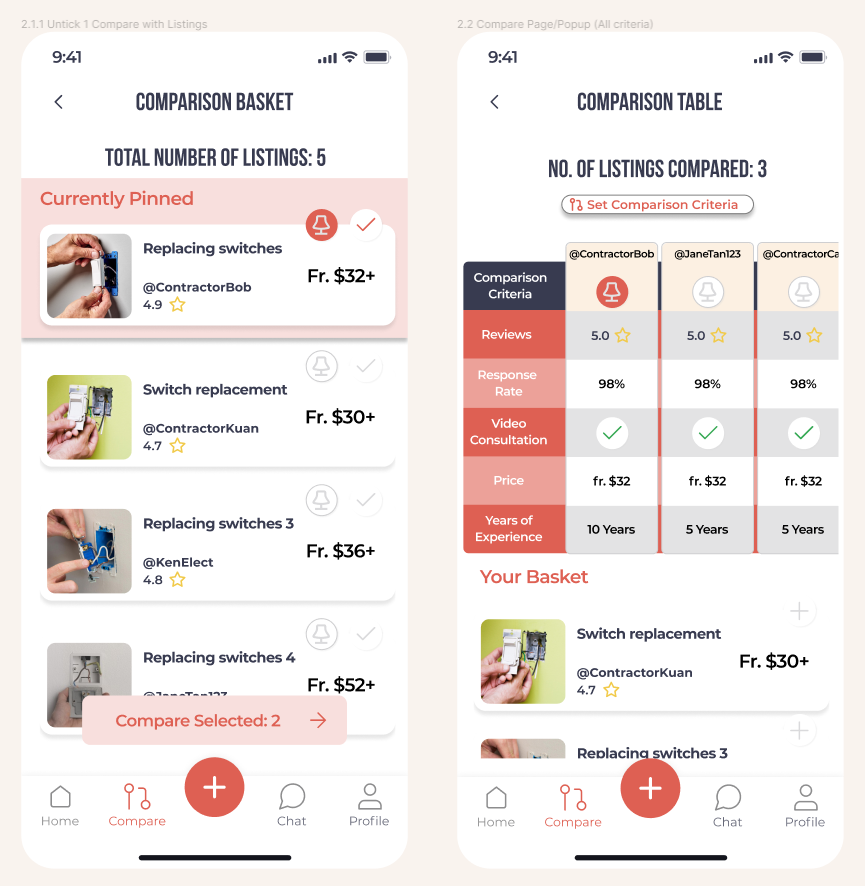 2.1.1 Untick 1 Compare with Listings
9:41
COMPARISON BASKET
TOTAL NUMBER OF LISTINGS: 5
Currently Pinned
Replacing switches
@ContractorBob
4.9
Fr. $32+
Switch replacement
@ContractorKuan
4.7
Fr. $30+
Replacing switches 3
@KenElect
4.8
Fr. $36+
Replacing switches 4
@JaneTan123
Fr. $52+
Compare Selected: 2
Home
Compare
Chat
Profile
2.2 Compare Page/Popup (All criteria)
9:41
COMPARISON TABLE
NO. OF LISTINGS COMPARED: 3
Set Comparison Criteria
Comparison Criteria @ContractorBob @JaneTan123 @ContractorCa
Reviews 5.0 5.0 5.0
Response Rate 98% 98% 98%
Video Consultation
Price fr. $32 fr. $32 fr. $32
Years of Experience 10 Years 5 Years 5 Years
Your Basket
Switch replacement
@ContractorKuan
4.7
Fr. $30+
Replacing switches 3
Home
Compare
Chat
Profile